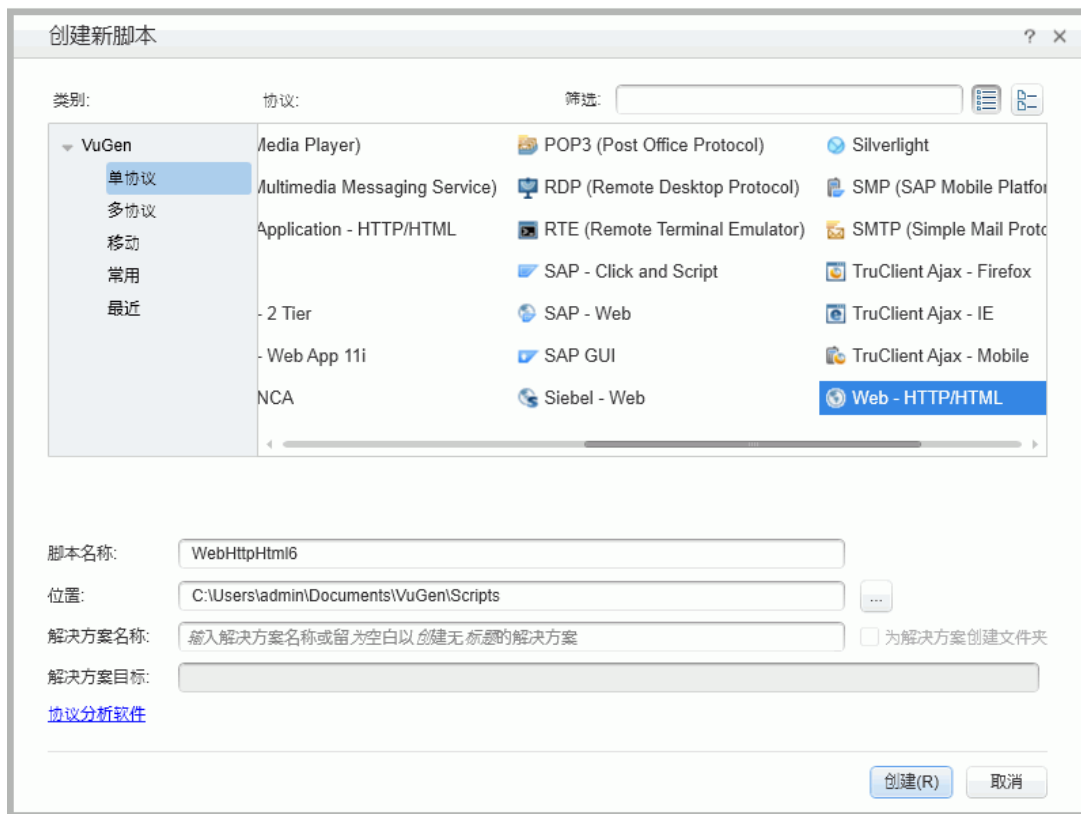 创建新脚本
类别:
协议:
筛选:
VuGen
单协议
多协议
移动
常用
最近
Media Player)
Multimedia Messaging Service)
Application - HTTP/HTML
- 2 Tier
- Web App 11i
NCA
POP3 (Post Office Protocol)
RDP (Remote Desktop Protocol)
RTE (Remote Terminal Emulator)
SAP - Click and Script
SAP - Web
SAP GUI
Siebel - Web
Silverlight
SMP (SAP Mobile Platfor
SMTP (Simple Mail Proto
TruClient Ajax - Firefox
TruClient Ajax - IE
TruClient Ajax - Mobile
Web - HTTP/HTML
脚本名称: WebHttpHtml6
位置: C:\Users\admin\Documents\VuGen\Scripts ...
解决方案名称: 输入解决方案名称或留为空白以创建无标题的解决方案 为解决方案创建文件夹
解决方案目标:
协议分析软件
创建(R) 取消